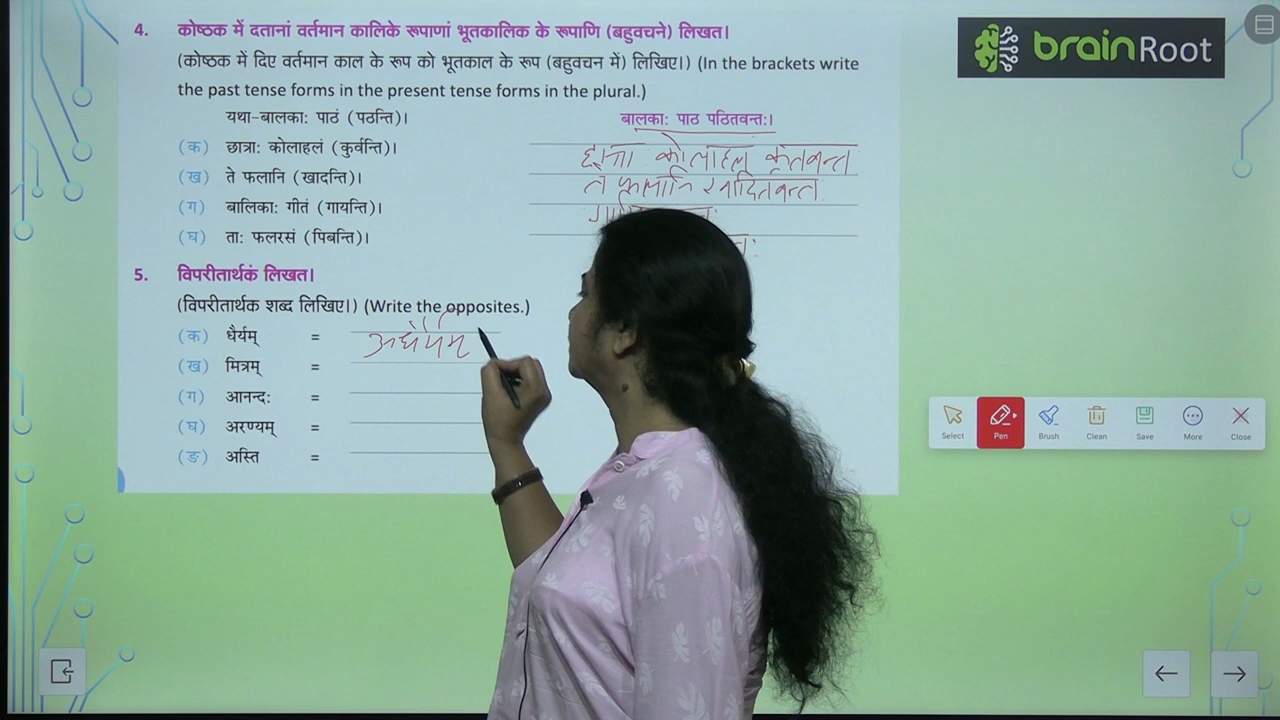 4. कोष्ठक में दतानां वर्तमान कालिके रूपाणां भूतकालिक के रूपाणि (बहुवचने) लिखत।
brain Root
(कोष्ठक में दिए वर्तमान काल के रूप को भूतकाल के रूप (बहुवचन में) लिखिए।) (In the brackets write
the past tense forms in the present tense forms in the plural.)
यथा-बालका: पाठं (पठन्ति)। बालका: पाठ पठितवन्त:।
(क) छात्रा: कोलाहलं (कुर्वन्ति)। छात्रा: कोलाहलं कृतवन्त
(ख) ते फलानि (खादन्ति)। ते फलानि खादितवन्त
(ग) बालिका: गीतं (गायन्ति)।
(घ) ता: फलरसं (पिबन्ति)।
5. विपरीतार्थकं लिखत।
(विपरीतार्थक शब्द लिखिए।) (Write the opposites.)
(क) धैर्यम् = अधैर्यम
(ख) मित्रम् =
(ग) आनन्द: =
(घ) अरण्यम् =
(ङ) अस्ति =
Select Pen Brush Clean Save More Close